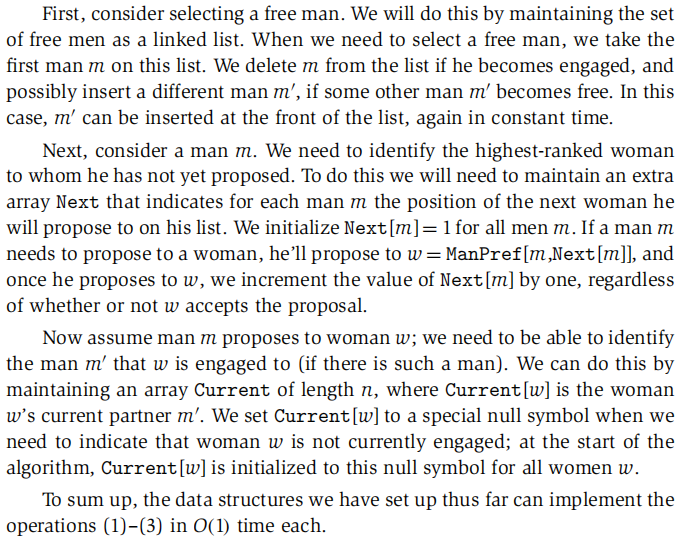 First, consider selecting a free man. We will do this by maintaining the set
of free men as a linked list. When we need to select a free man, we take the
first man m on this list. We delete m from the list if he becomes engaged, and
possibly insert a different man m′, if some other man m′ becomes free. In this
case, m′ can be inserted at the front of the list, again in constant time.
Next, consider a man m. We need to identify the highest-ranked woman
to whom he has not yet proposed. To do this we will need to maintain an extra
array Next that indicates for each man m the position of the next woman he
will propose to on his list. We initialize Next[m] = 1 for all men m. If a man m
needs to propose to a woman, he'll propose to w = ManPref[m,Next[m]], and
once he proposes to w, we increment the value of Next[m] by one, regardless
of whether or not w accepts the proposal.
Now assume man m proposes to woman w; we need to be able to identify
the man m′ that w is engaged to (if there is such a man). We can do this by
maintaining an array Current of length n, where Current[w] is the woman
w's current partner m′. We set Current[w] to a special null symbol when we
need to indicate that woman w is not currently engaged; at the start of the
algorithm, Current[w] is initialized to this null symbol for all women w.
To sum up, the data structures we have set up thus far can implement the
operations (1)–(3) in O(1) time each.